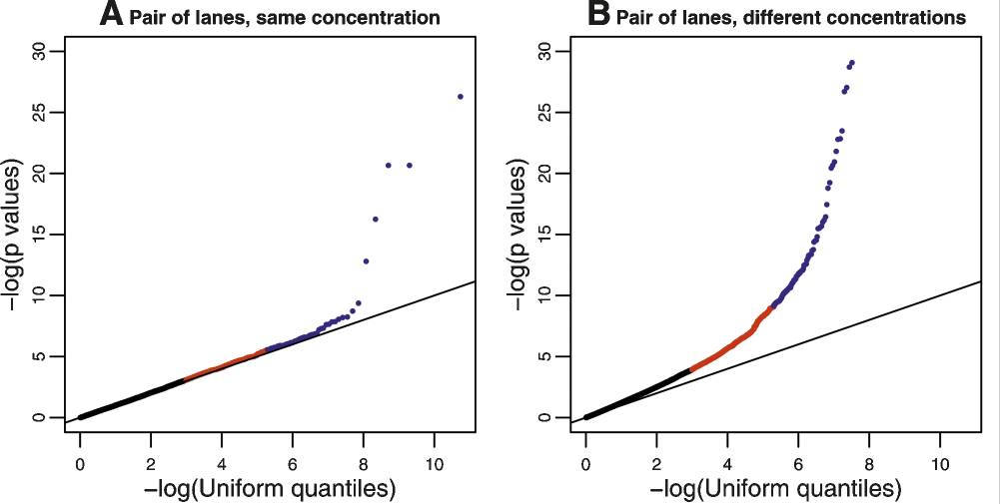 A Pair of lanes, same concentration
30
25
20
15
10
5
0
−log(p values)
0 2 4 6 8 10
−log(Uniform quantiles)
B Pair of lanes, different concentrations
30
25
20
15
10
5
0
−log(p values)
0 2 4 6 8 10
−log(Uniform quantiles)